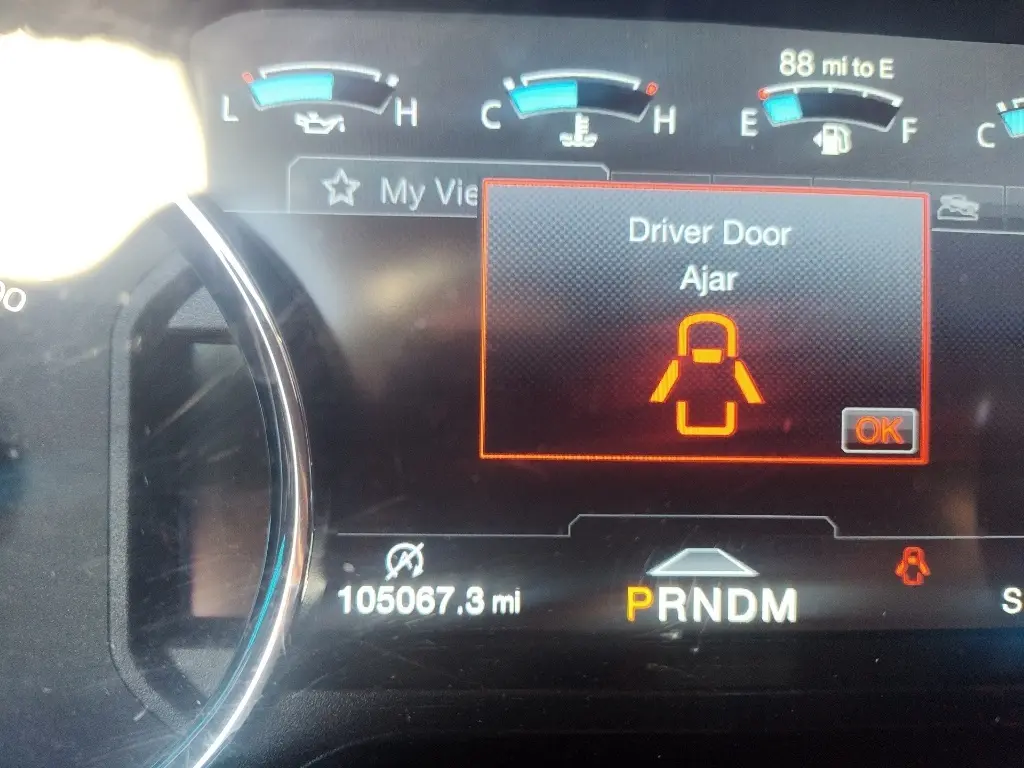 88 mi to E
L H
C H
E F
C
My Vie
Driver Door
Ajar
OK
105067.3 mi
PRNDM
S